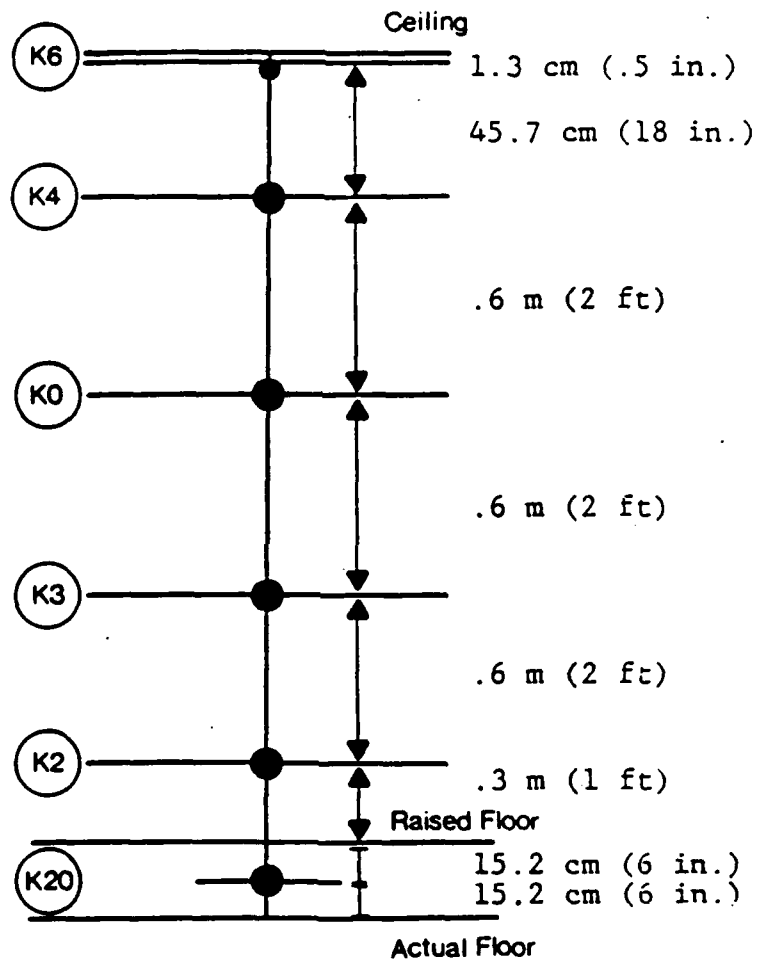 Ceiling
K6
1.3 cm (.5 in.)
45.7 cm (18 in.)
K4
.6 m (2 ft)
K0
.6 m (2 ft)
K3
.6 m (2 ft)
K2
.3 m (1 ft)
Raised Floor
15.2 cm (6 in.)
K20
15.2 cm (6 in.)
Actual Floor